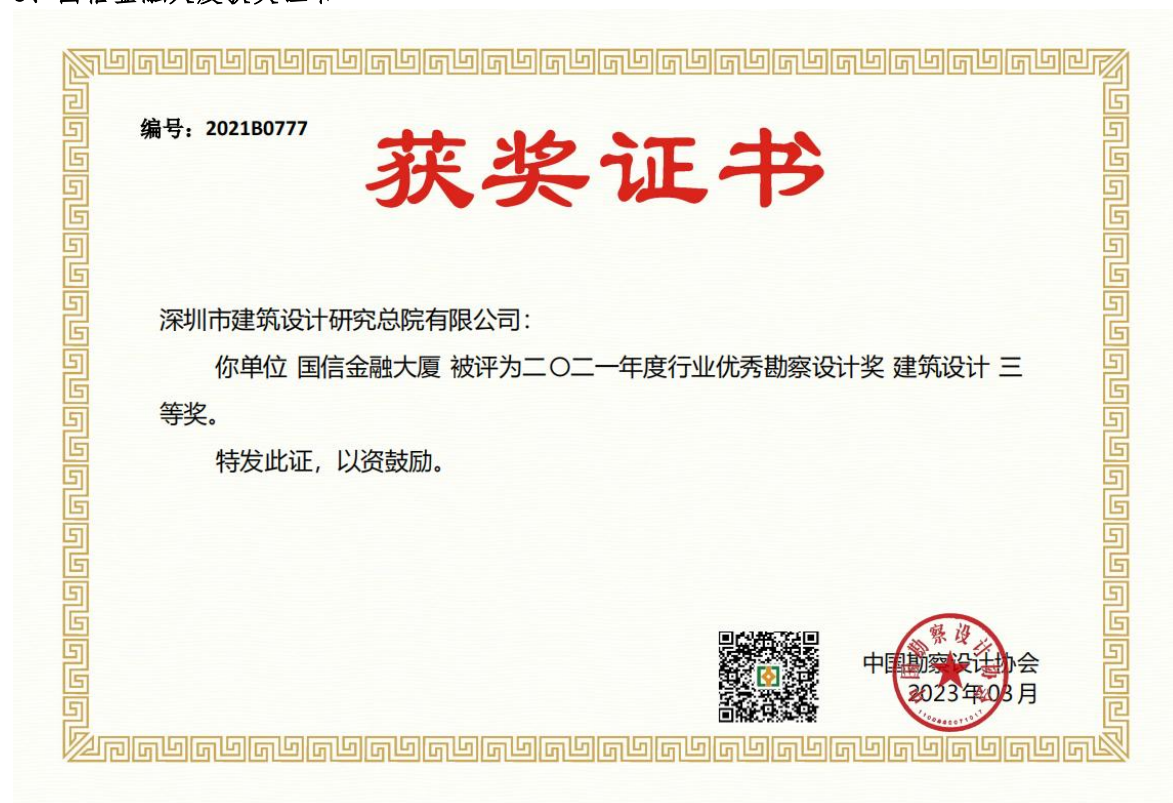 编号：2021B0777
获奖证书
深圳市建筑设计研究总院有限公司：
你单位 国信金融大厦 被评为二〇二一年度行业优秀勘察设计奖 建筑设计 三
等奖。
特发此证，以资鼓励。
中国勘察设计协会
2023年03月